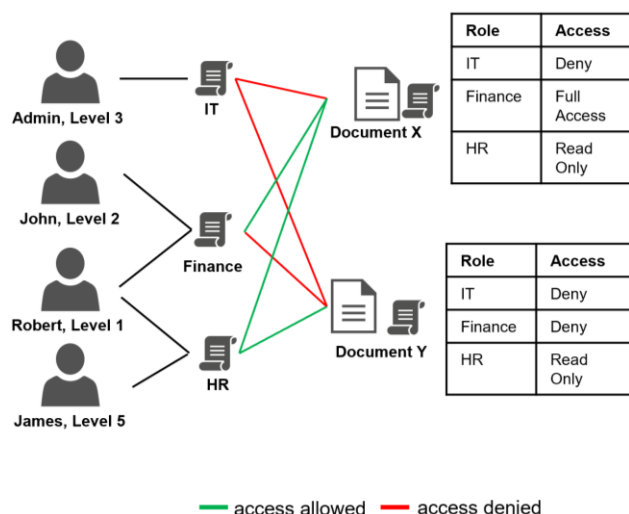 Admin, Level 3
John, Level 2
Robert, Level 1
James, Level 5
IT
Finance
HR
Document X
Document Y
Role Access
IT Deny
Finance Full
Access
HR Read
Only
Role Access
IT Deny
Finance Deny
HR Read
Only
access allowed access denied